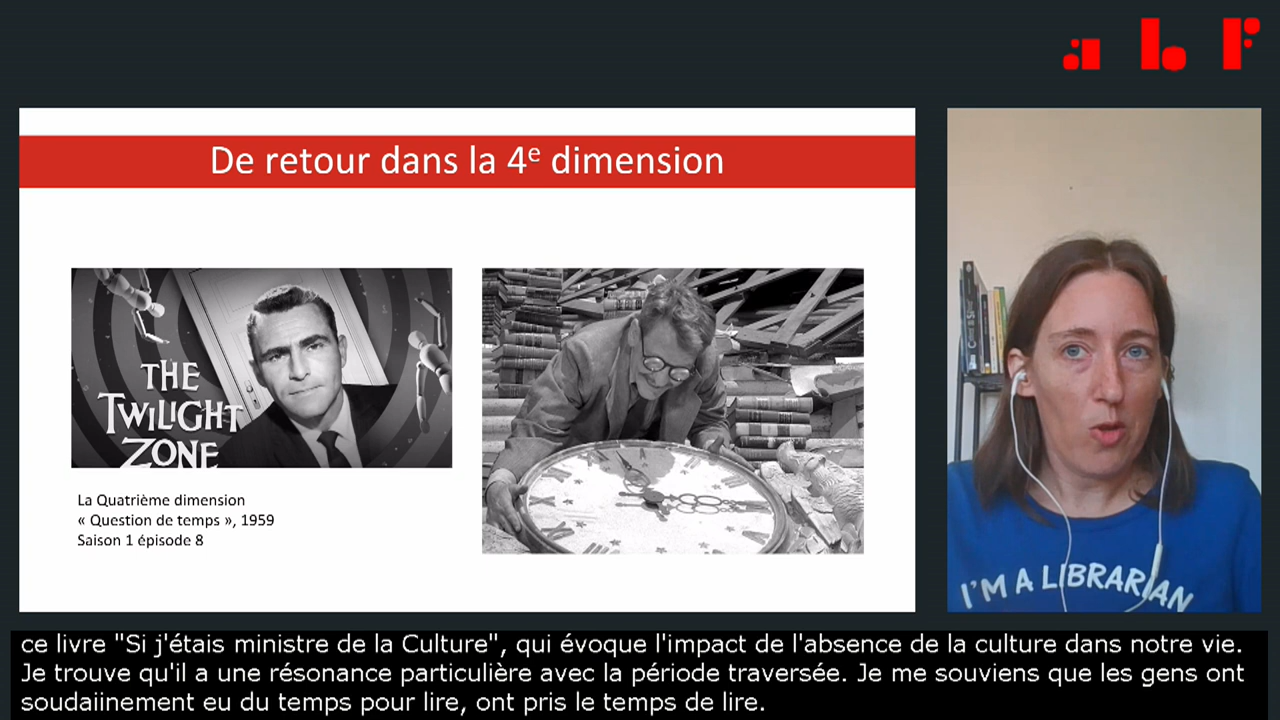 abF
De retour dans la 4e dimension
THE
TWILIGHT
ZONE
La Quatrième dimension
« Question de temps », 1959
Saison 1 épisode 8
I'M A LIBRARIAN
ce livre "Si j'étais ministre de la Culture", qui évoque l'impact de l'absence de la culture dans notre vie.
Je trouve qu'il a une résonance particulière avec la période traversée. Je me souviens que les gens ont
soudaiinement eu du temps pour lire, ont pris le temps de lire.